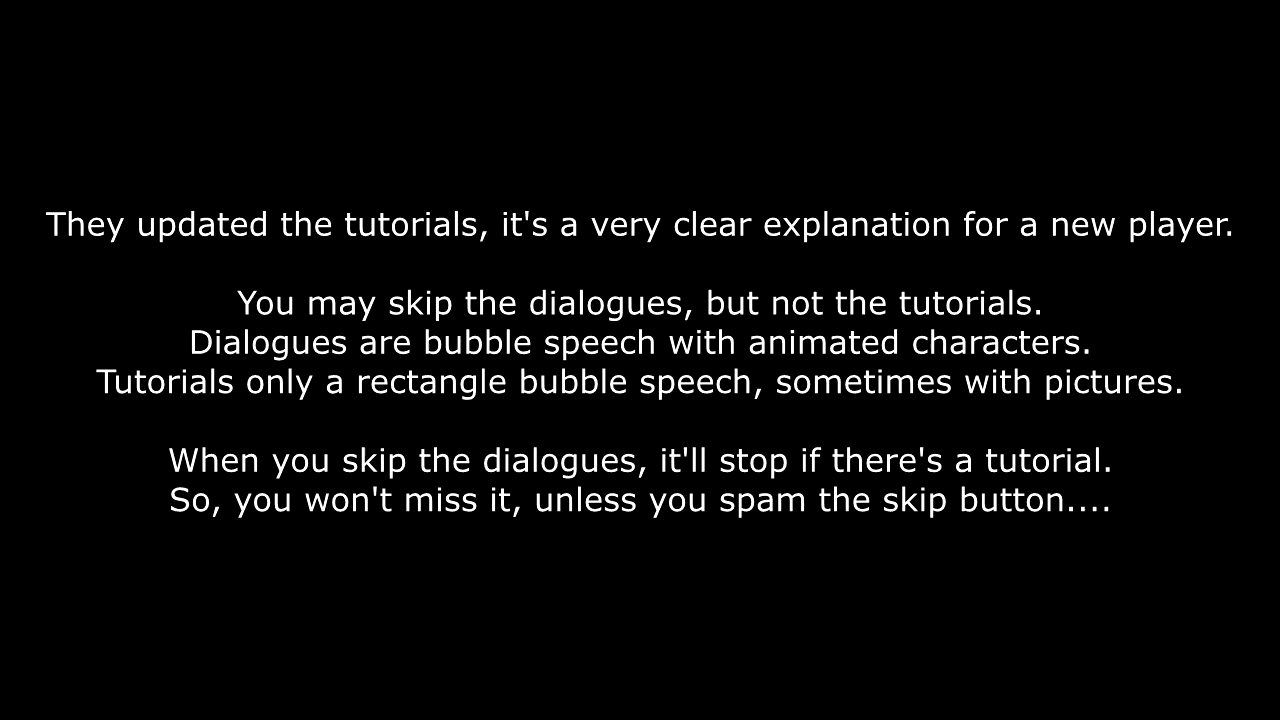 They updated the tutorials, it's a very clear explanation for a new player.
You may skip the dialogues, but not the tutorials.
Dialogues are bubble speech with animated characters.
Tutorials only a rectangle bubble speech, sometimes with pictures.
When you skip the dialogues, it'll stop if there's a tutorial.
So, you won't miss it, unless you spam the skip button....